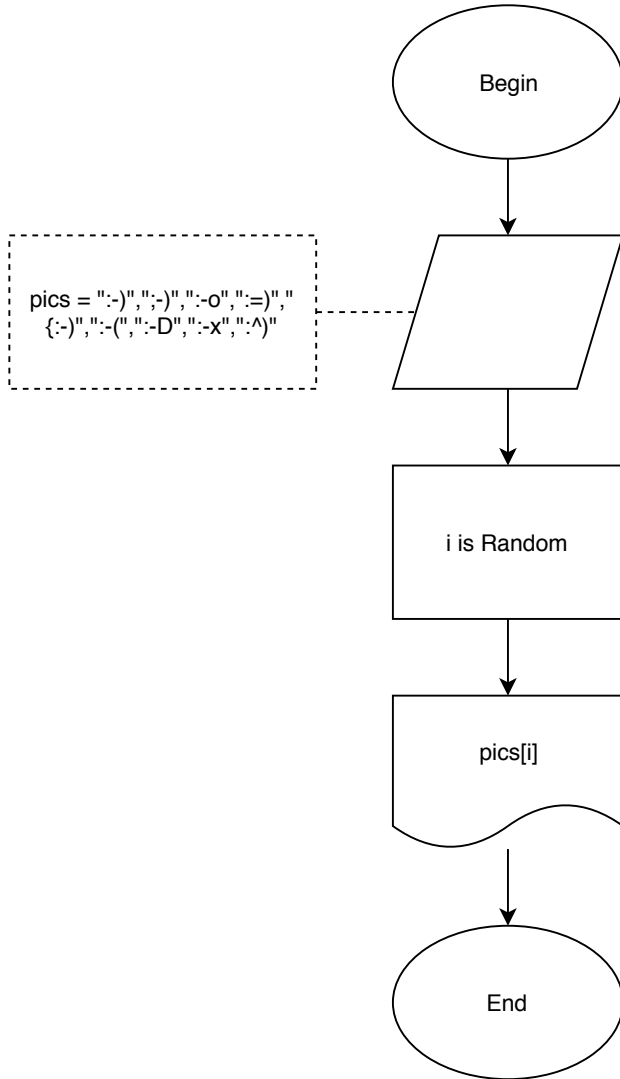 Begin
pics = ":-)",";-)",":-o",":=)","
{:-)",":-(",":-D",":-x",":^)"
i is Random
pics[i]
End